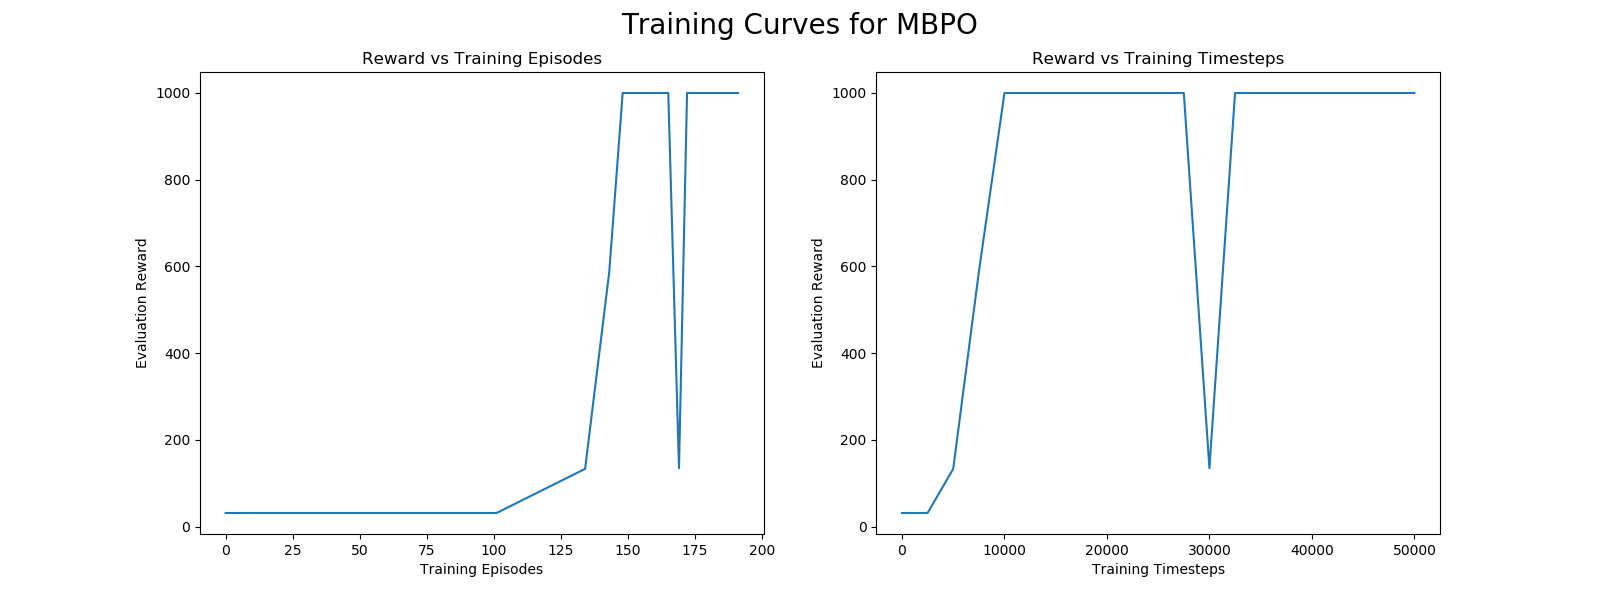 Training Curves for MBPO
Reward vs Training Episodes
Evaluation Reward
1000
800
600
400
200
0
0 25 50 75 100 125 150 175 200
Training Episodes
Reward vs Training Timesteps
Evaluation Reward
1000
800
600
400
200
0
0 10000 20000 30000 40000 50000
Training Timesteps